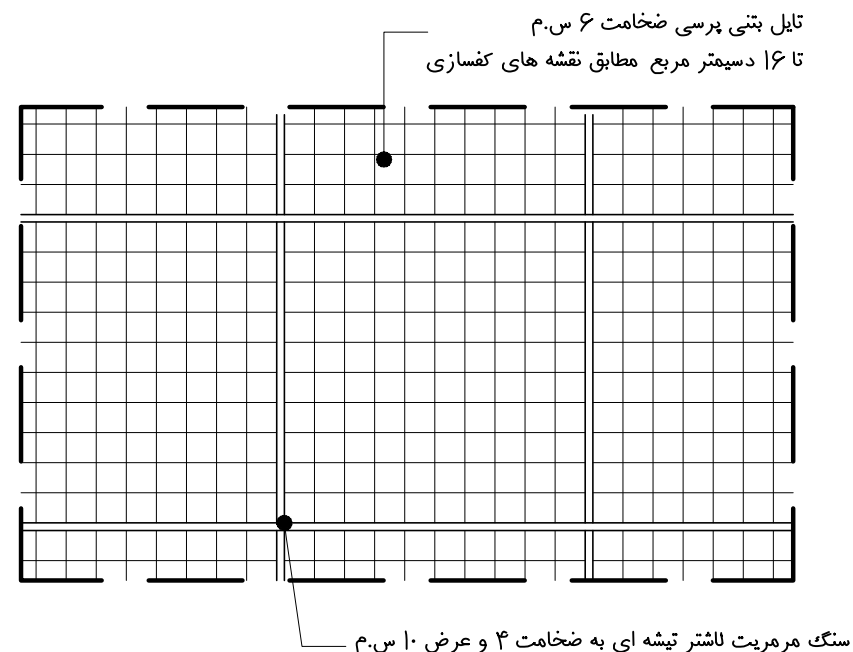 تایل بتنی پرسی ضخامت ۶ س.م
تا ۱۶ دسیمتر مربع مطابق نقشه های کفسازی
سنگ مرمریت لاشتر تیشه ای به ضخامت ۴ و عرض ۱۰ س.م